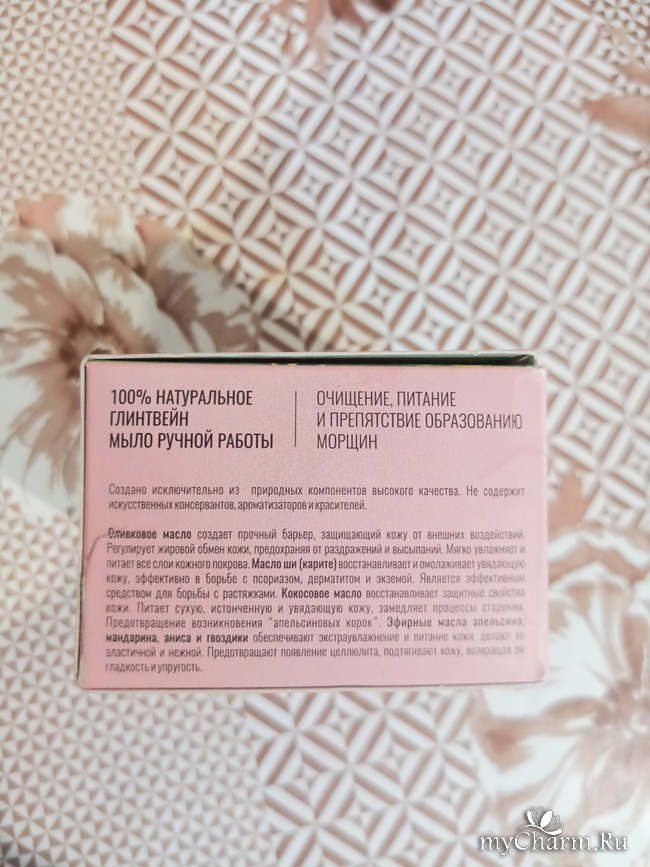 100% НАТУРАЛЬНОЕ
ГЛИНТВЕЙН
МЫЛО РУЧНОЙ РАБОТЫ
ОЧИЩЕНИЕ, ПИТАНИЕ
И ПРЕПЯТСТВИЕ ОБРАЗОВАНИЮ
МОРЩИН
Создано исключительно из природных компонентов высокого качества. Не содержит
искусственных консервантов, ароматизаторов и красителей.
Оливковое масло создает прочный барьер, защищающий кожу от внешних воздействий.
Регулирует жировой обмен кожи, предохраняя от раздражений и высыпаний. Мягко увлажняет и
питает все слои кожного покрова. Масло ши (карите) восстанавливает и омолаживает увядающую
кожу, эффективно в борьбе с псориазом, дерматитом и экземой. Является эффективным
средством для борьбы с растяжками. Кокосовое масло восстанавливает защитные свойства
кожи. Питает сухую, истонченную и увядающую кожу, замедляет процессы старения.
Предотвращение возникновения "апельсиновых корок". Эфирные масла апельсина,
мандарина, аниса и гвоздики обеспечивают экстраувлажнение и питание кожи, делают ее
эластичной и нежной. Предотвращают появление целлюлита, подтягивают кожу, возвращая ей
гладкость и упругость.
myCharm.Ru